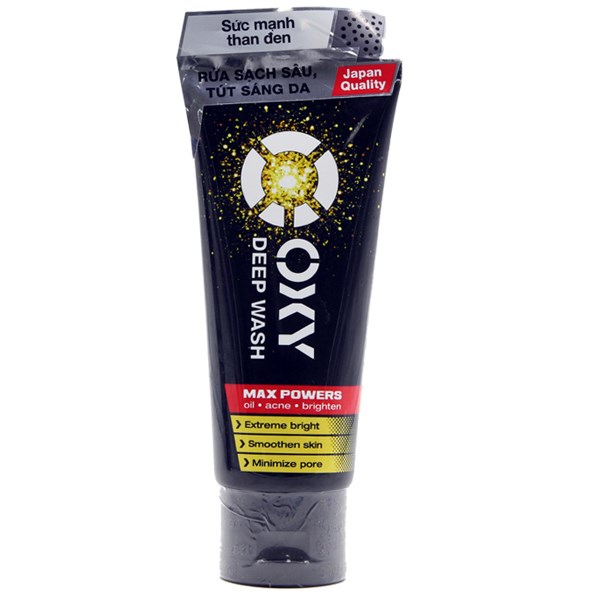 Sức mạnh
than đen
RỬA SẠCH SÂU,
TÚT SÁNG DA
Japan
Quality
OXY
DEEP WASH
MAX POWERS
oil • acne • brighten
Extreme bright
Smoothen skin
Minimize pore